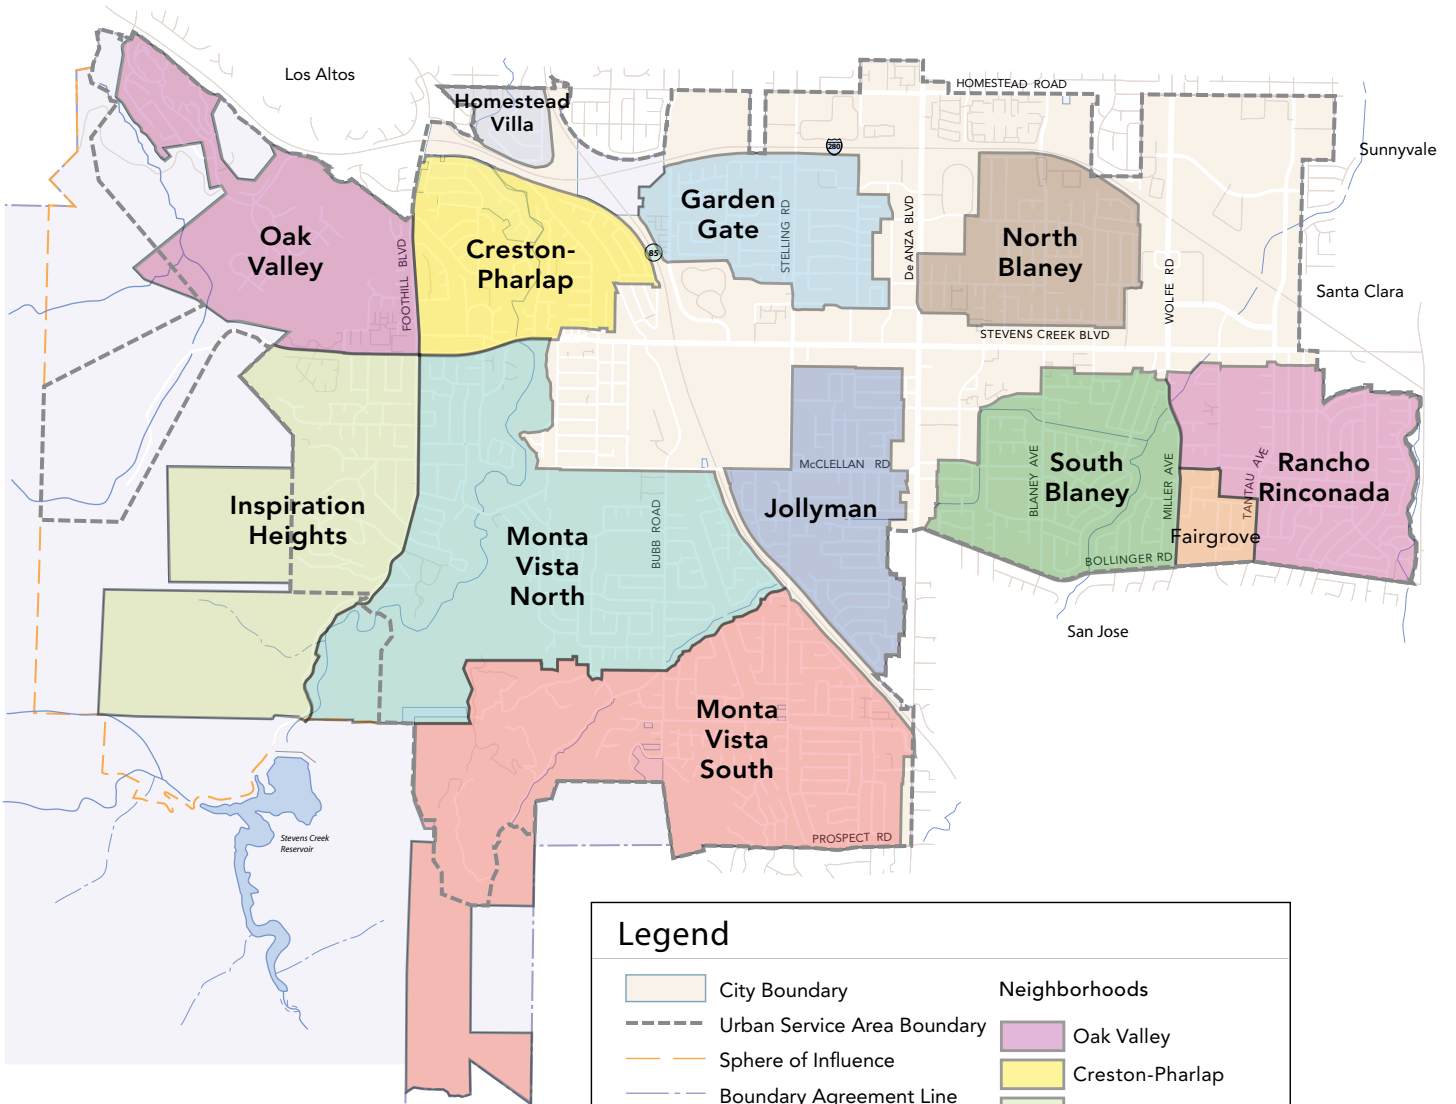 Los Altos
HOMESTEAD ROAD
Homestead
Villa
280
Sunnyvale
Garden
Gate
STELLING RD
De ANZA BLVD
Oak
Valley
FOOTHILL BLVD
Creston-
Pharlap
85
North
Blaney
WOLFE RD
Santa Clara
STEVENS CREEK BLVD
McCLELLAN RD
Jollyman
BLANEY AVE
South
Blaney
MILLER AVE
TANTAU AVE
Rancho
Rinconada
Fairgrove
BOLLINGER RD
Inspiration
Heights
Monta
Vista
North
BUBB ROAD
San Jose
Monta
Vista
South
PROSPECT RD
Stevens Creek
Reservoir
Legend
City Boundary
Urban Service Area Boundary
Sphere of Influence
Boundary Agreement Line
Neighborhoods
Oak Valley
Creston-Pharlap